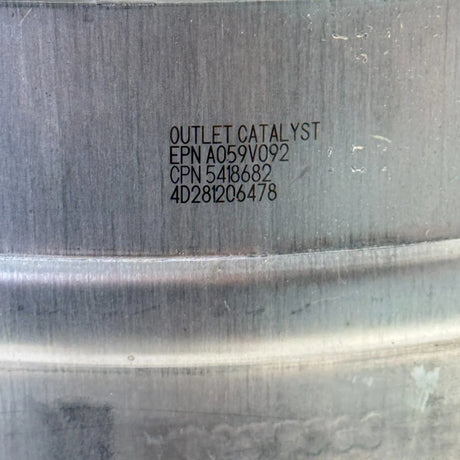 OUTLET CATALYST
EPN A059V092
CPN 5418682
4D281206478